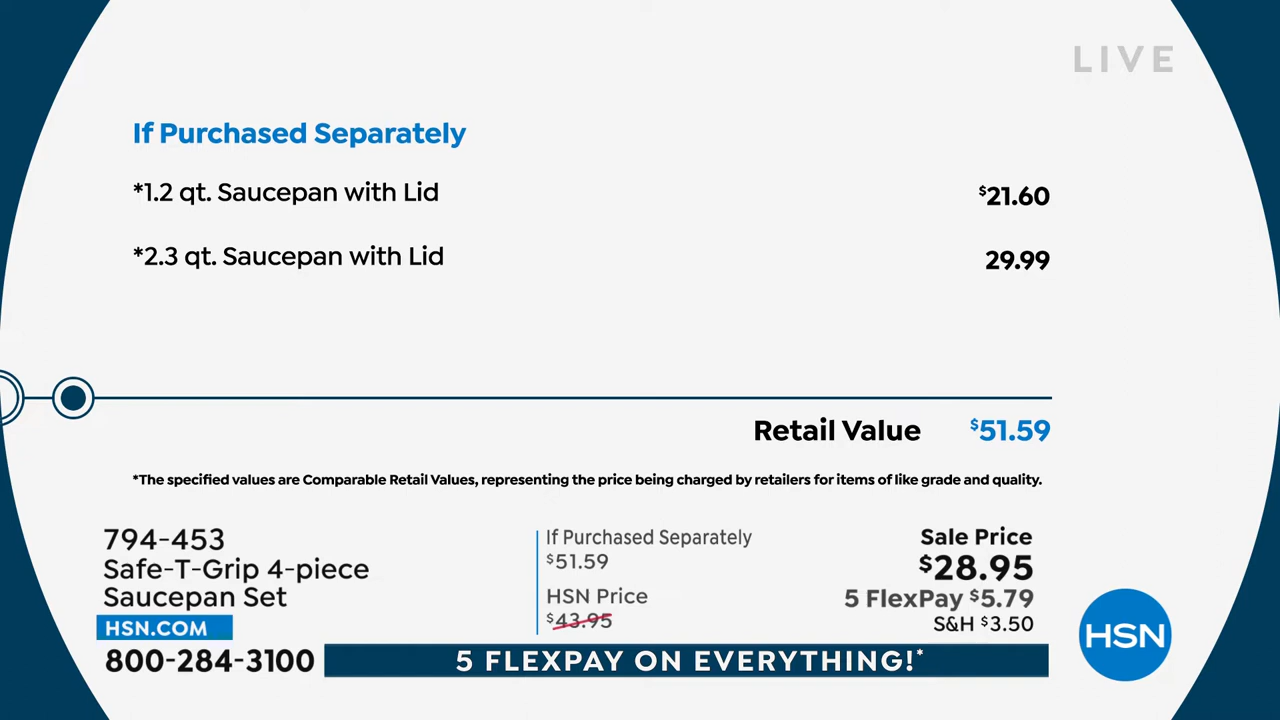 LIVE
If Purchased Separately
*1.2 qt. Saucepan with Lid $21.60
*2.3 qt. Saucepan with Lid 29.99
Retail Value $51.59
*The specified values are Comparable Retail Values, representing the price being charged by retailers for items of like grade and quality.
794-453
Safe-T-Grip 4-piece
Saucepan Set
HSN.COM
800-284-3100
If Purchased Separately
$51.59
HSN Price
$43.95
Sale Price
$28.95
5 FlexPay $5.79
S&H $3.50
5 FLEXPAY ON EVERYTHING!*
HSN